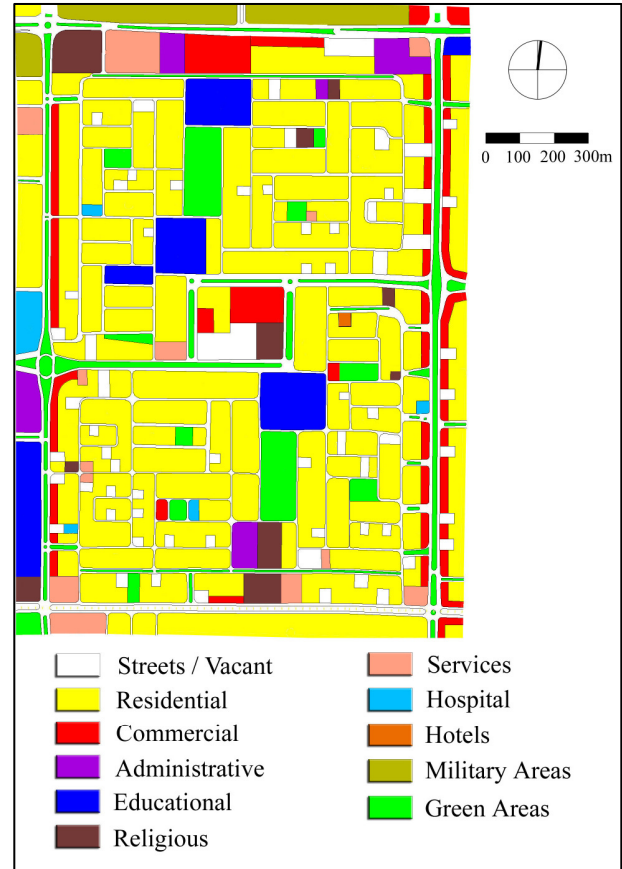 0 100 200 300m
Streets / Vacant
Residential
Commercial
Administrative
Educational
Religious
Services
Hospital
Hotels
Military Areas
Green Areas